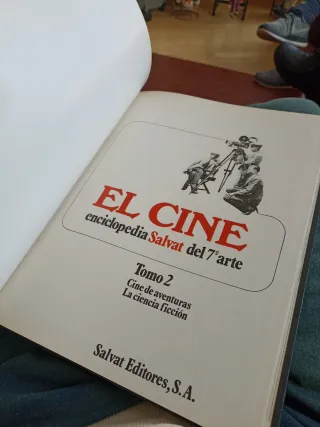 EL CINE
enciclopedia Salvat del 7º arte
Tomo 2
Cine de aventuras
La ciencia ficción
Salvat Editores, S.A.